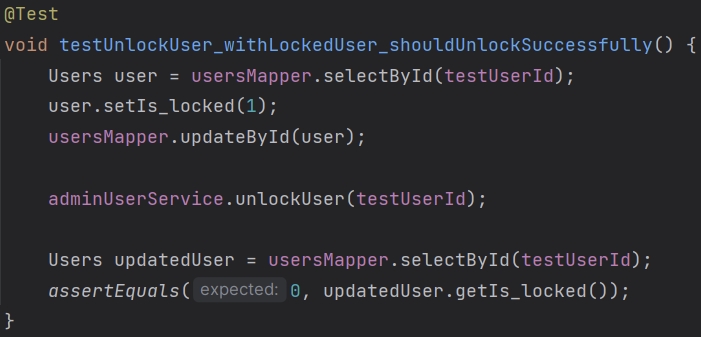 @Test
void testUnlockUser_withLockedUser_shouldUnlockSuccessfully() {
    Users user = usersMapper.selectById(testUserId);
    user.setIs_locked(1);
    usersMapper.updateById(user);

    adminUserService.unlockUser(testUserId);

    Users updatedUser = usersMapper.selectById(testUserId);
    assertEquals( expected: 0, updatedUser.getIs_locked());
}